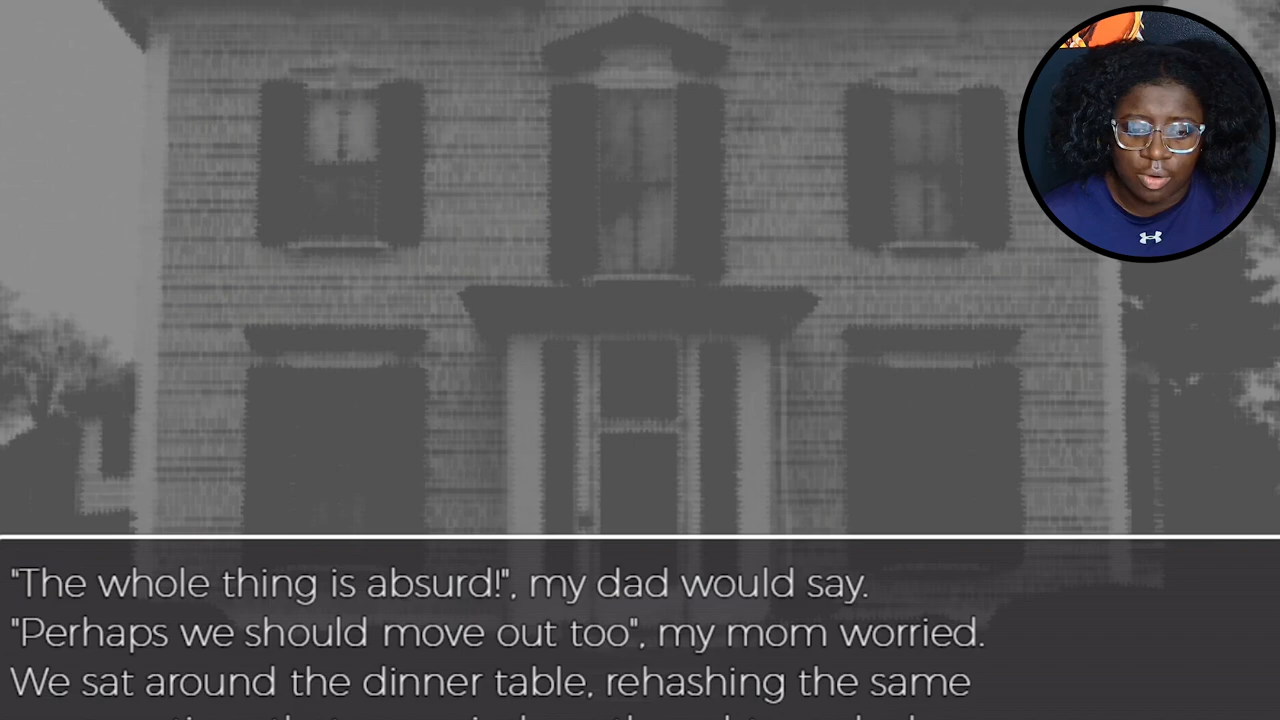 "The whole thing is absurd!", my dad would say.
"Perhaps we should move out too", my mom worried.
We sat around the dinner table, rehashing the same